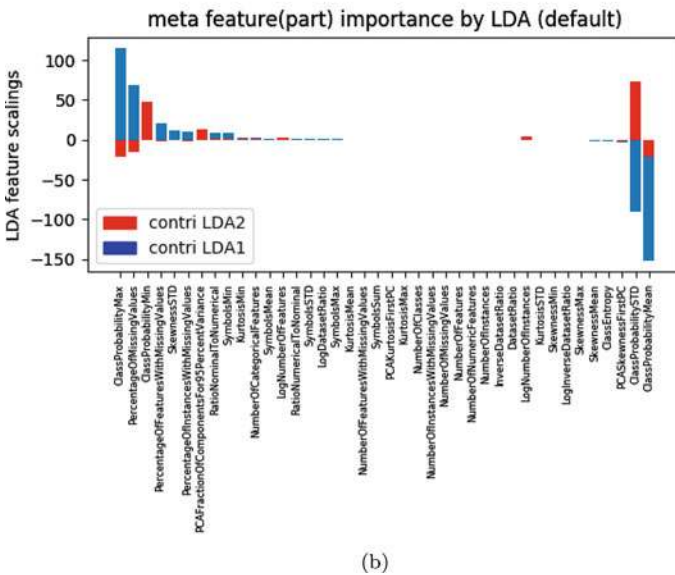 meta feature(part) importance by LDA (default)
LDA feature scalings
100
50
0
−50
−100
−150
contri LDA2
contri LDA1
ClassProbabilityMax
PercentageOfMissingValues
ClassProbabilityMin
PercentageOfFeaturesWithMissingValues
SkewnessSTD
PercentageOfInstancesWithMissingValues
PCAFractionOfComponentsFor95PercentVariance
RatioNominalToNumerical
SymbolsMin
KurtosisMin
NumberOfCategoricalFeatures
SymbolsMean
LogNumberOfFeatures
RatioNumericalToNominal
SymbolsSTD
LogDatasetRatio
SymbolsMax
KurtosisMean
NumberOfFeaturesWithMissingValues
SymbolsSum
PCAKurtosisFirstPC
KurtosisMax
NumberOfClasses
NumberOfInstancesWithMissingValues
NumberOfMissingValues
NumberOfFeatures
NumberOfNumericFeatures
NumberOfInstances
InverseDatasetRatio
DatasetRatio
LogNumberOfInstances
KurtosisSTD
SkewnessMin
LogInverseDatasetRatio
SkewnessMax
SkewnessMean
ClassEntropy
PCASkewnessFirstPC
ClassProbabilitySTD
ClassProbabilityMean
(b)